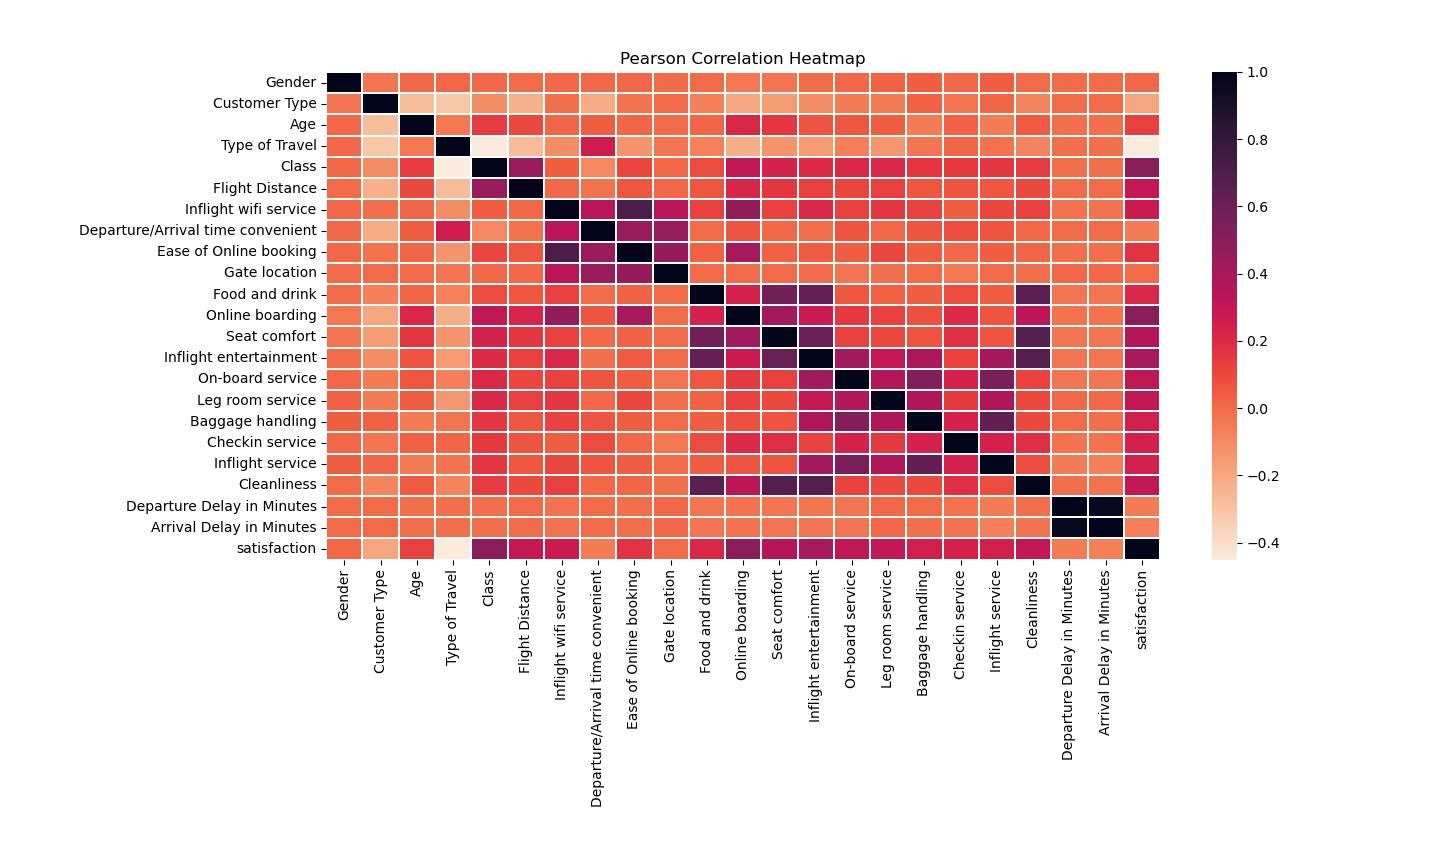 Pearson Correlation Heatmap
Gender
Customer Type
Age
Type of Travel
Class
Flight Distance
Inflight wifi service
Departure/Arrival time convenient
Ease of Online booking
Gate location
Food and drink
Online boarding
Seat comfort
Inflight entertainment
On-board service
Leg room service
Baggage handling
Checkin service
Inflight service
Cleanliness
Departure Delay in Minutes
Arrival Delay in Minutes
satisfaction
Gender
Customer Type
Age
Type of Travel
Class
Flight Distance
Inflight wifi service
Departure/Arrival time convenient
Ease of Online booking
Gate location
Food and drink
Online boarding
Seat comfort
Inflight entertainment
On-board service
Leg room service
Baggage handling
Checkin service
Inflight service
Cleanliness
Departure Delay in Minutes
Arrival Delay in Minutes
satisfaction
1.0
0.8
0.6
0.4
0.2
0.0
−0.2
−0.4